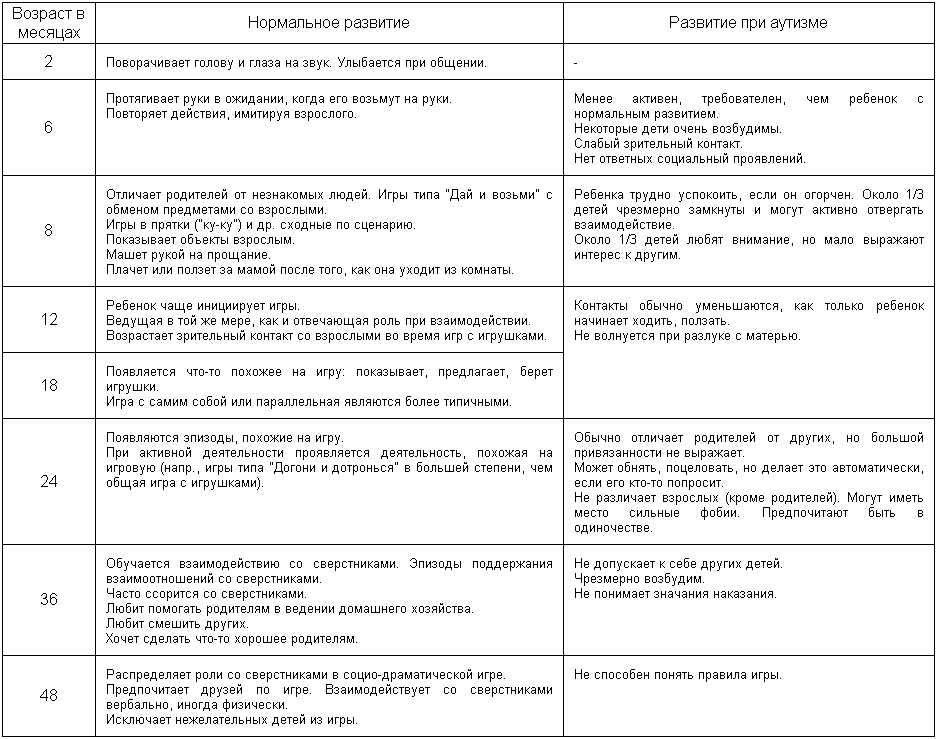 Возраст в
месяцах
Нормальное развитие
Развитие при аутизме
2
Поворачивает голову и глаза на звук. Улыбается при общении.
-
6
Протягивает руки в ожидании, когда его возьмут на руки.
Повторяет действия, имитируя взрослого.
Менее активен, требователен, чем ребенок с
нормальным развитием.
Некоторые дети очень возбудимы.
Слабый зрительный контакт.
Нет ответных социальный проявлений.
8
Отличает родителей от незнакомых людей. Игры типа "Дай и возьми" с
обменом предметами со взрослыми.
Игры в прятки ("ку-ку") и др. сходные по сценарию.
Показывает объекты взрослым.
Машет рукой на прощание.
Плачет или ползет за мамой после того, как она уходит из комнаты.
Ребенка трудно успокоить, если он огорчен. Около 1/3
детей чрезмерно замкнуты и могут активно отвергать
взаимодействие.
Около 1/3 детей любят внимание, но мало выражают
интерес к другим.
12
Ребенок чаще инициирует игры.
Ведущая в той же мере, как и отвечающая роль при взаимодействии.
Возрастает зрительный контакт со взрослыми во время игр с игрушками.
Контакты обычно уменьшаются, как только ребенок
начинает ходить, ползать.
Не волнуется при разлуке с матерью.
18
Появляется что-то похожее на игру: показывает, предлагает, берет
игрушки.
Игра с самим собой или параллельная являются более типичными.
24
Появляются эпизоды, похожие на игру.
При активной деятельности проявляется деятельность, похожая на
игровую (напр., игры типа "Догони и дотронься" в большей степени, чем
общая игра с игрушками).
Обычно отличает родителей от других, но большой
привязанности не выражает.
Может обнять, поцеловать, но делает это автоматически,
если его кто-то попросит.
Не различает взрослых (кроме родителей). Могут иметь
место сильные фобии. Предпочитают быть в
одиночестве.
36
Обучается взаимодействию со сверстниками. Эпизоды поддержания
взаимоотношений со сверстниками.
Часто ссорится со сверстниками.
Любит помогать родителям в ведении домашнего хозяйства.
Любит смешить других.
Хочет сделать что-то хорошее родителям.
Не допускает к себе других детей.
Чрезмерно возбудим.
Не понимает значения наказания.
48
Распределяет роли со сверстниками в социо-драматической игре.
Предпочитает друзей по игре. Взаимодействует со сверстниками
вербально, иногда физически.
Исключает нежелательных детей из игры.
Не способен понять правила игры.